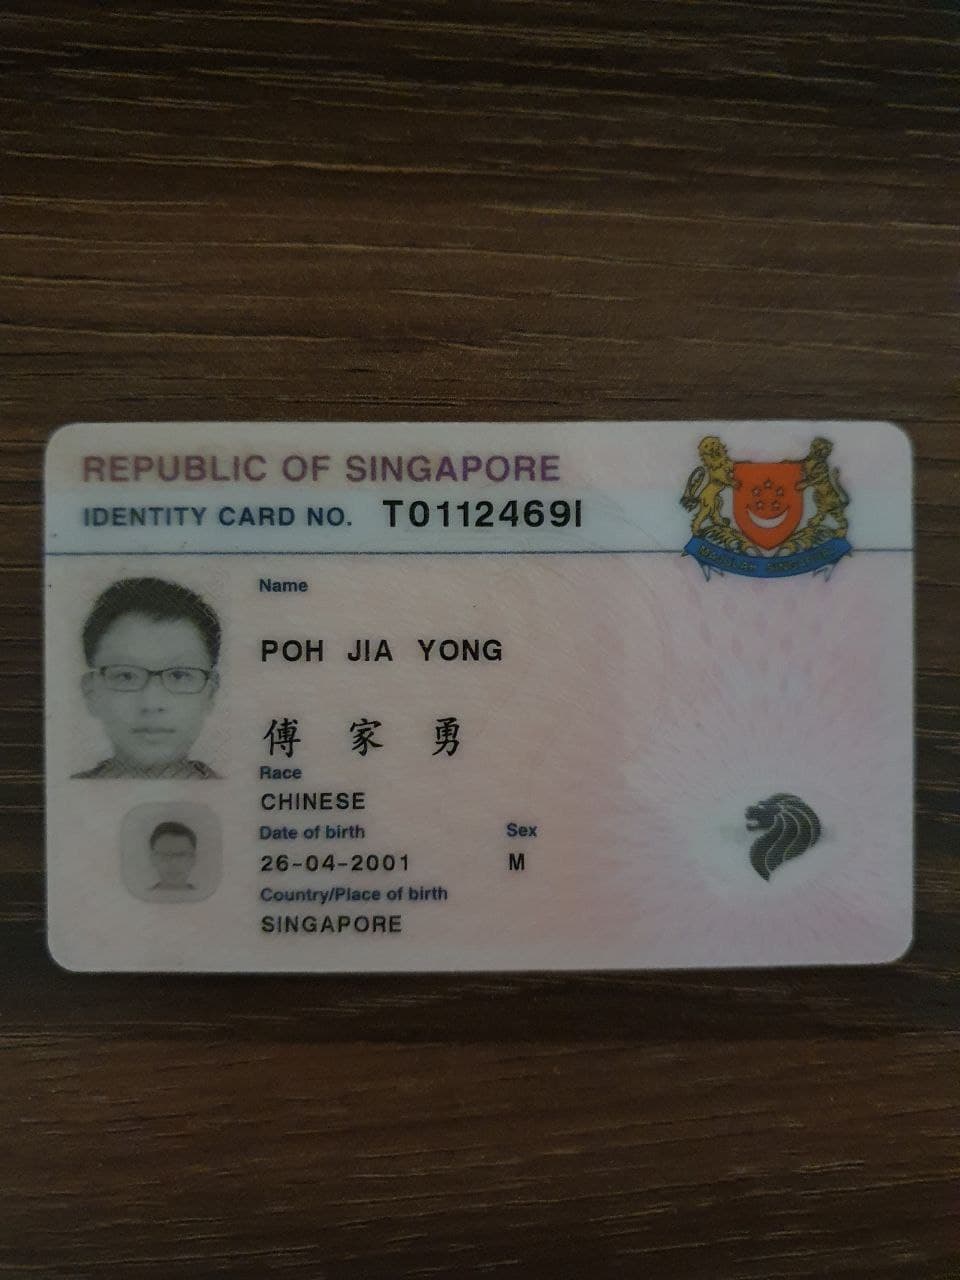 REPUBLIC OF SINGAPORE
IDENTITY CARD NO. T0112469I
MAJULAH SINGAPURA
Name
POH JIA YONG
傅 家 勇
Race
CHINESE
Date of birth Sex
26-04-2001 M
Country/Place of birth
SINGAPORE